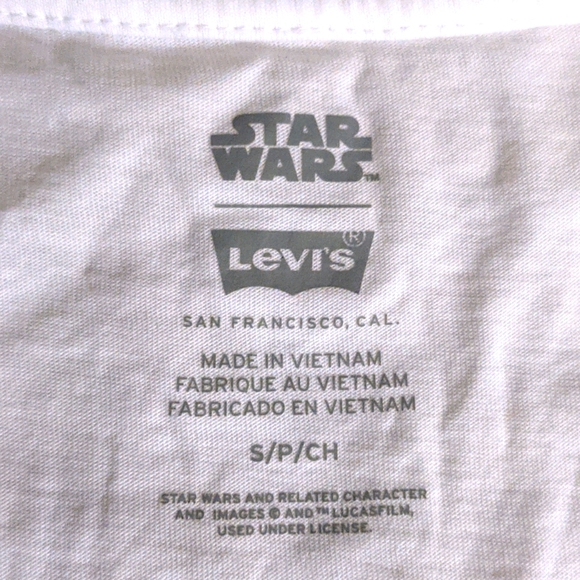 STAR
WARS™
LEVI'S®
SAN FRANCISCO, CAL.
MADE IN VIETNAM
FABRIQUE AU VIETNAM
FABRICADO EN VIETNAM
S/P/CH
STAR WARS AND RELATED CHARACTER
AND IMAGES © AND ™ LUCASFILM,
USED UNDER LICENSE.